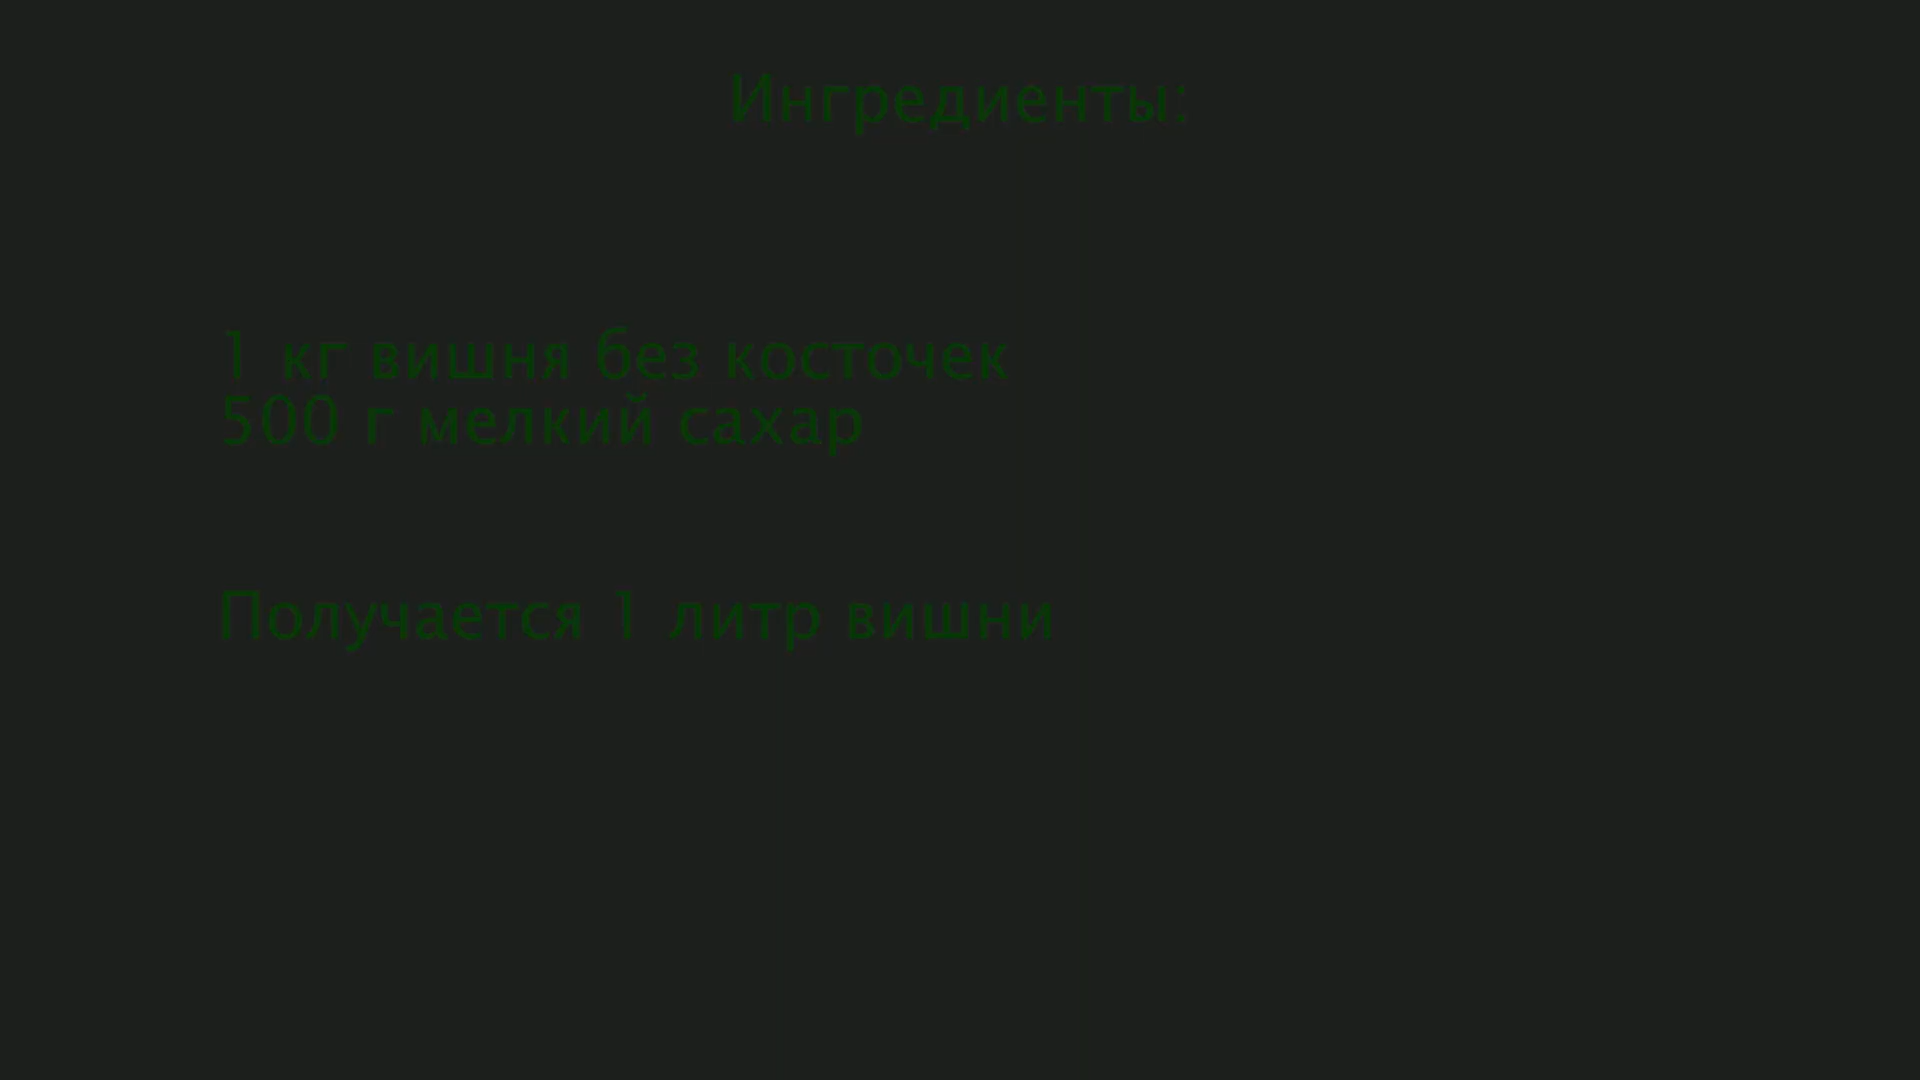 Ингредиенты:
1 кг вишня без косточек
500 г мелкий сахар
Получается 1 литр вишни